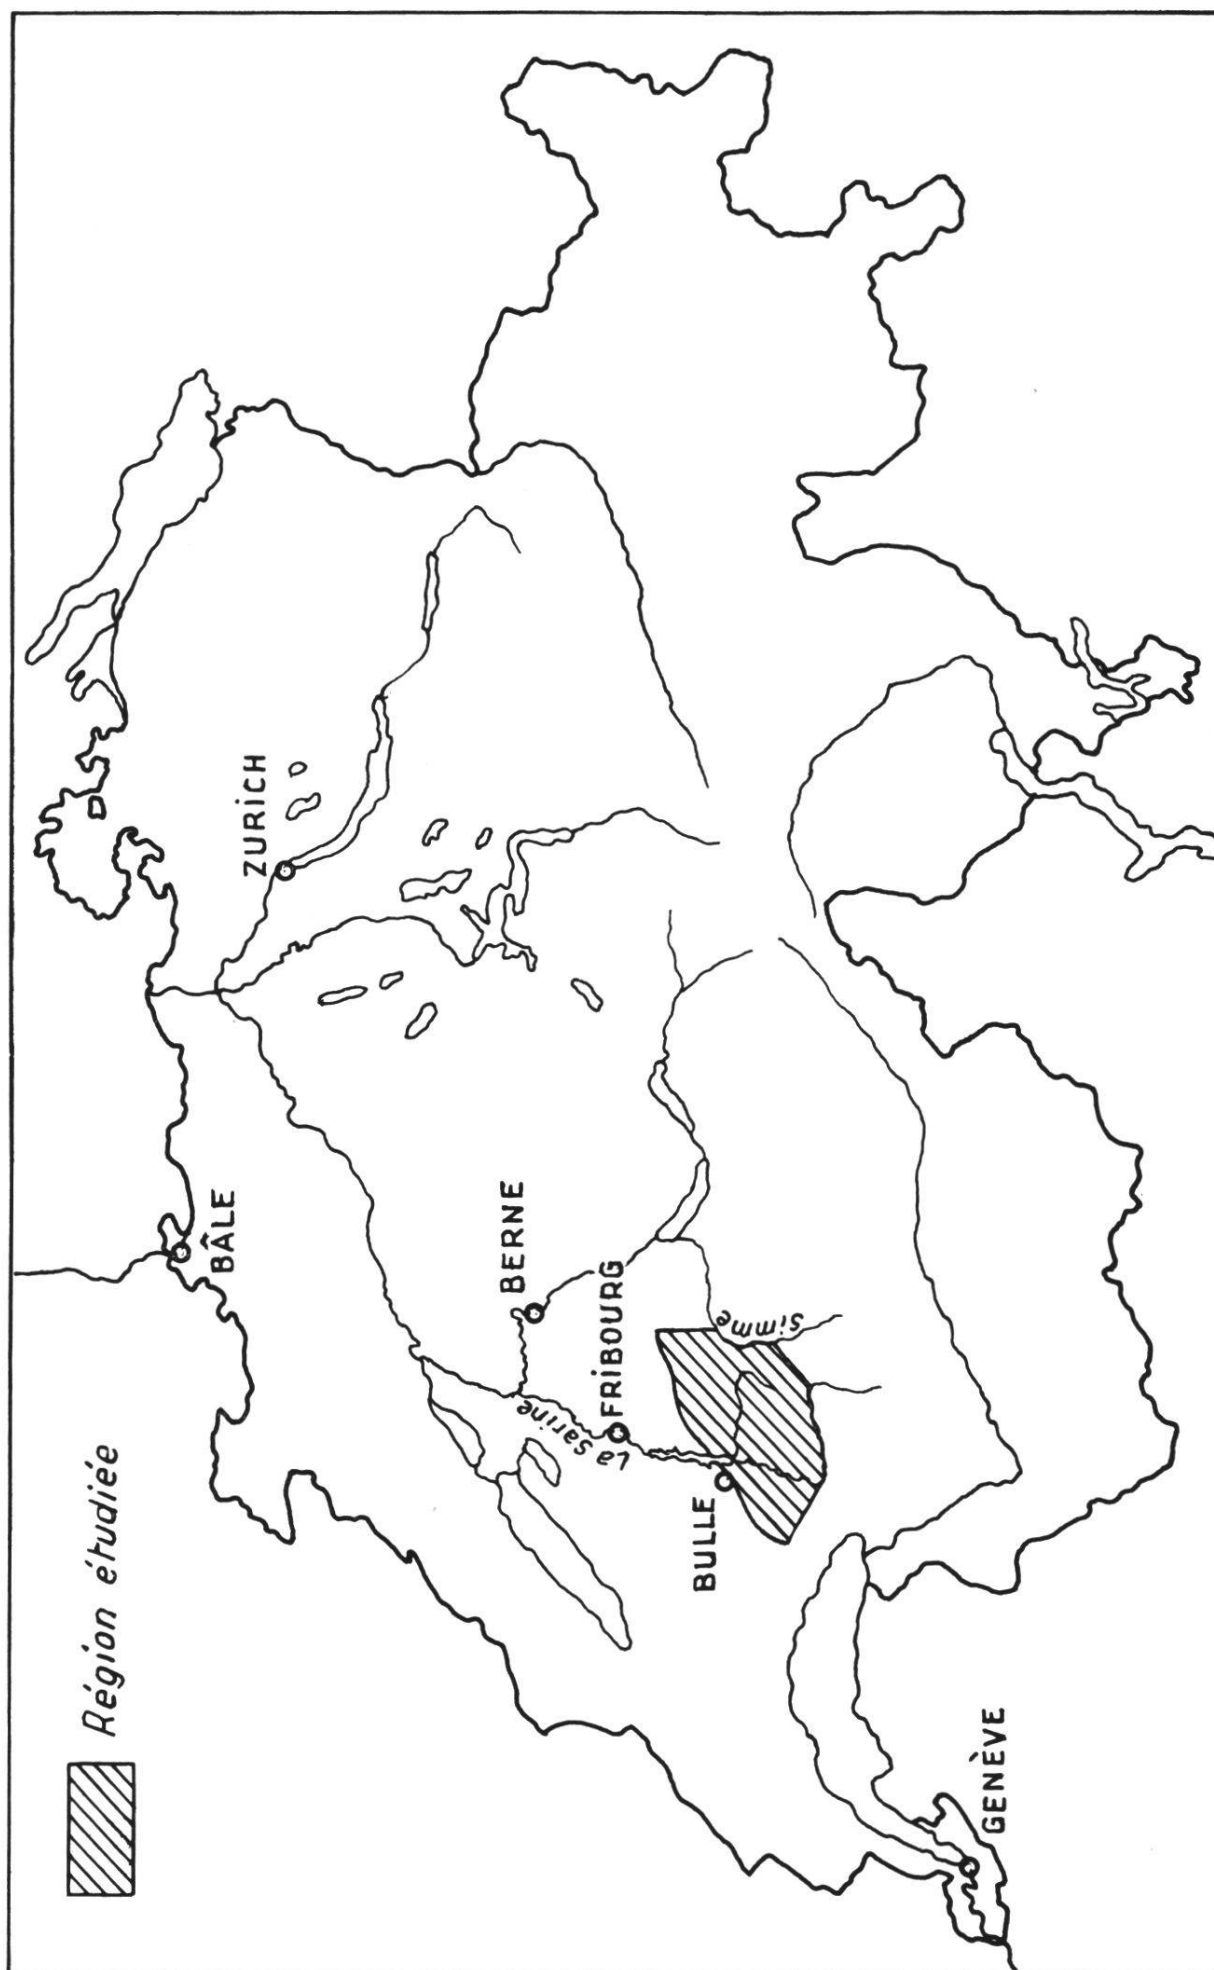 Région étudiée
BÂLE
ZURiCH
BERNE
La Sarine
FRiBOURG
Simme
BULLE
GENÈVE